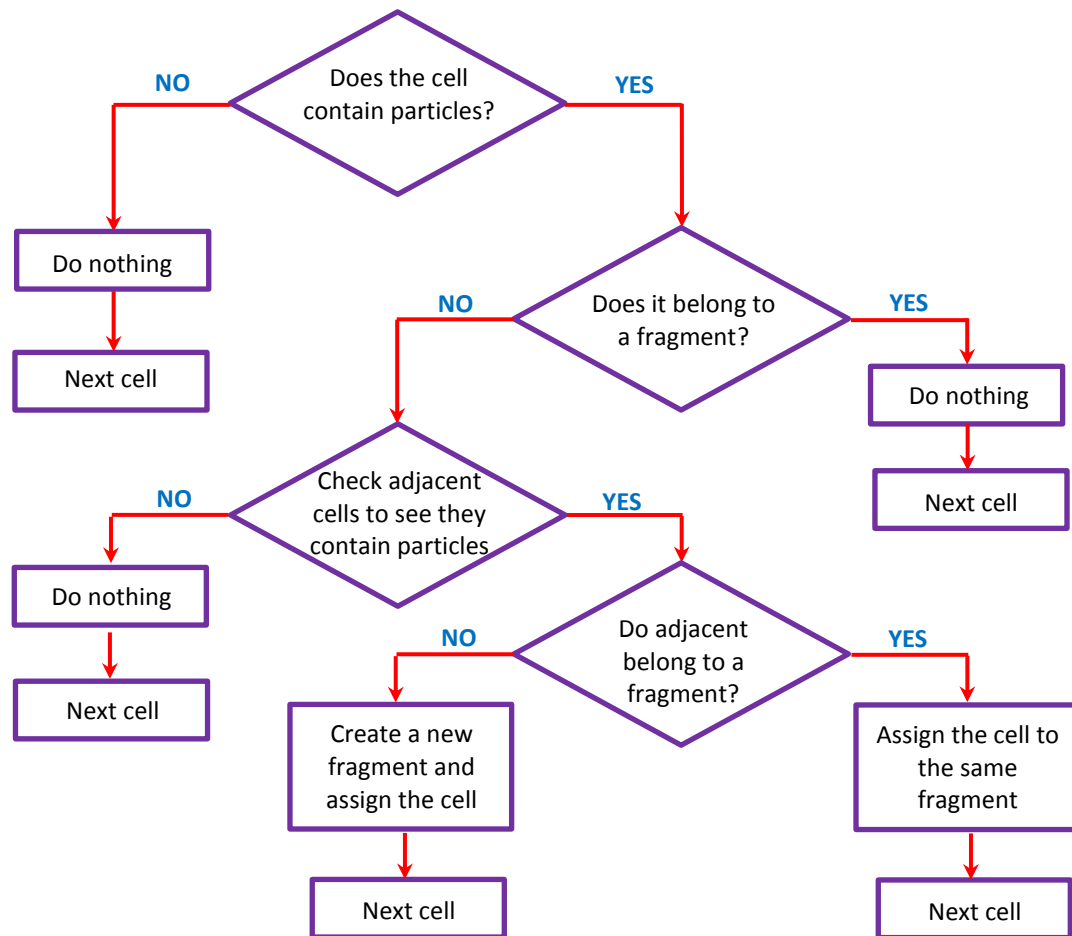 Does the cell
contain particles?
NO
YES
Do nothing
Next cell
Does it belong to
a fragment?
NO
YES
Do nothing
Next cell
Check adjacent
cells to see they
contain particles
NO
YES
Do nothing
Next cell
Do adjacent
belong to a
fragment?
NO
YES
Create a new
fragment and
assign the cell
Next cell
Assign the cell to
the same
fragment
Next cell